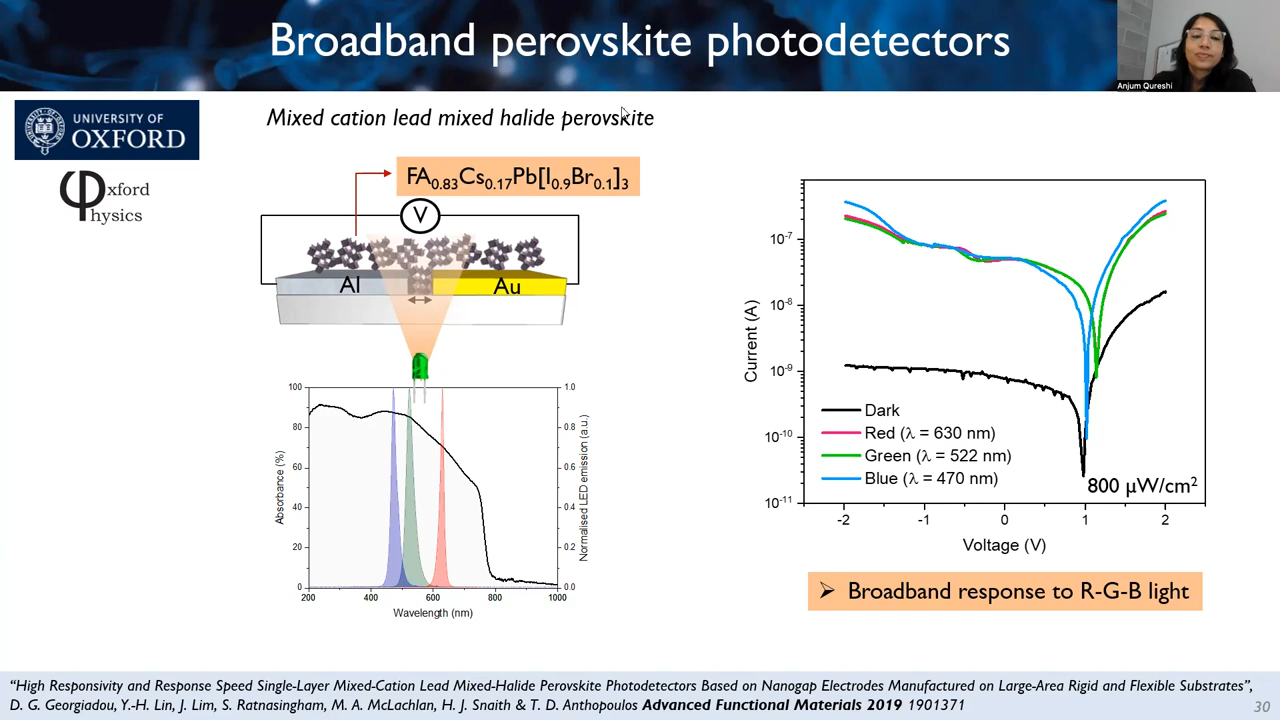 Broadband perovskite photodetectors
Anjum Qureshi
UNIVERSITY OF
OXFORD
Oxford
Physics
Mixed cation lead mixed halide perovskite
FA0.83Cs0.17Pb[I0.9Br0.1]3
V
Al
Au
100
80
60
40
20
0
Absorbance (%)
1.0
0.8
0.6
0.4
0.2
0.0
Normalised LED emission (a.u.)
200 400 600 800 1000
Wavelength (nm)
10-7
10-8
10-9
10-10
10-11
Current (A)
Dark
Red (λ = 630 nm)
Green (λ = 522 nm)
Blue (λ = 470 nm)
800 µW/cm2
-2 -1 0 1 2
Voltage (V)
➢ Broadband response to R-G-B light
“High Responsivity and Response Speed Single-Layer Mixed-Cation Lead Mixed-Halide Perovskite Photodetectors Based on Nanogap Electrodes Manufactured on Large-Area Rigid and Flexible Substrates”,
D. G. Georgiadou, Y.-H. Lin, J. Lim, S. Ratnasingham, M. A. McLachlan, H. J. Snaith & T. D. Anthopoulos Advanced Functional Materials 2019 1901371
30